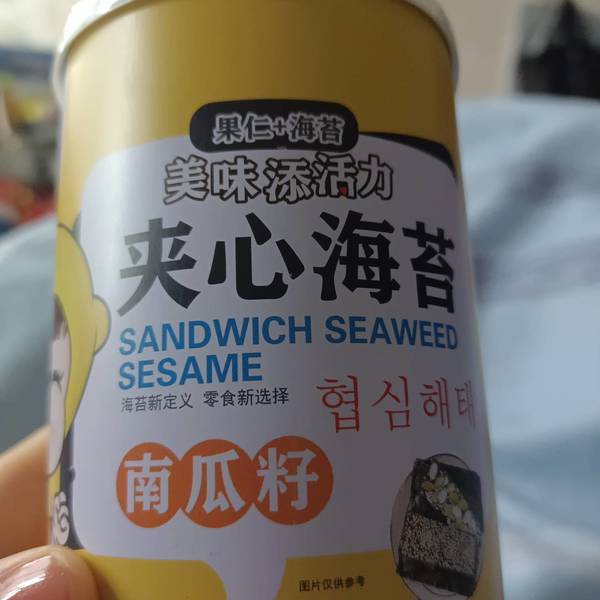 果仁+海苔
美味添活力
夹心海苔
SANDWICH SEAWEED
SESAME
海苔新定义 零食新选择
협심해태
南瓜籽
图片仅供参考